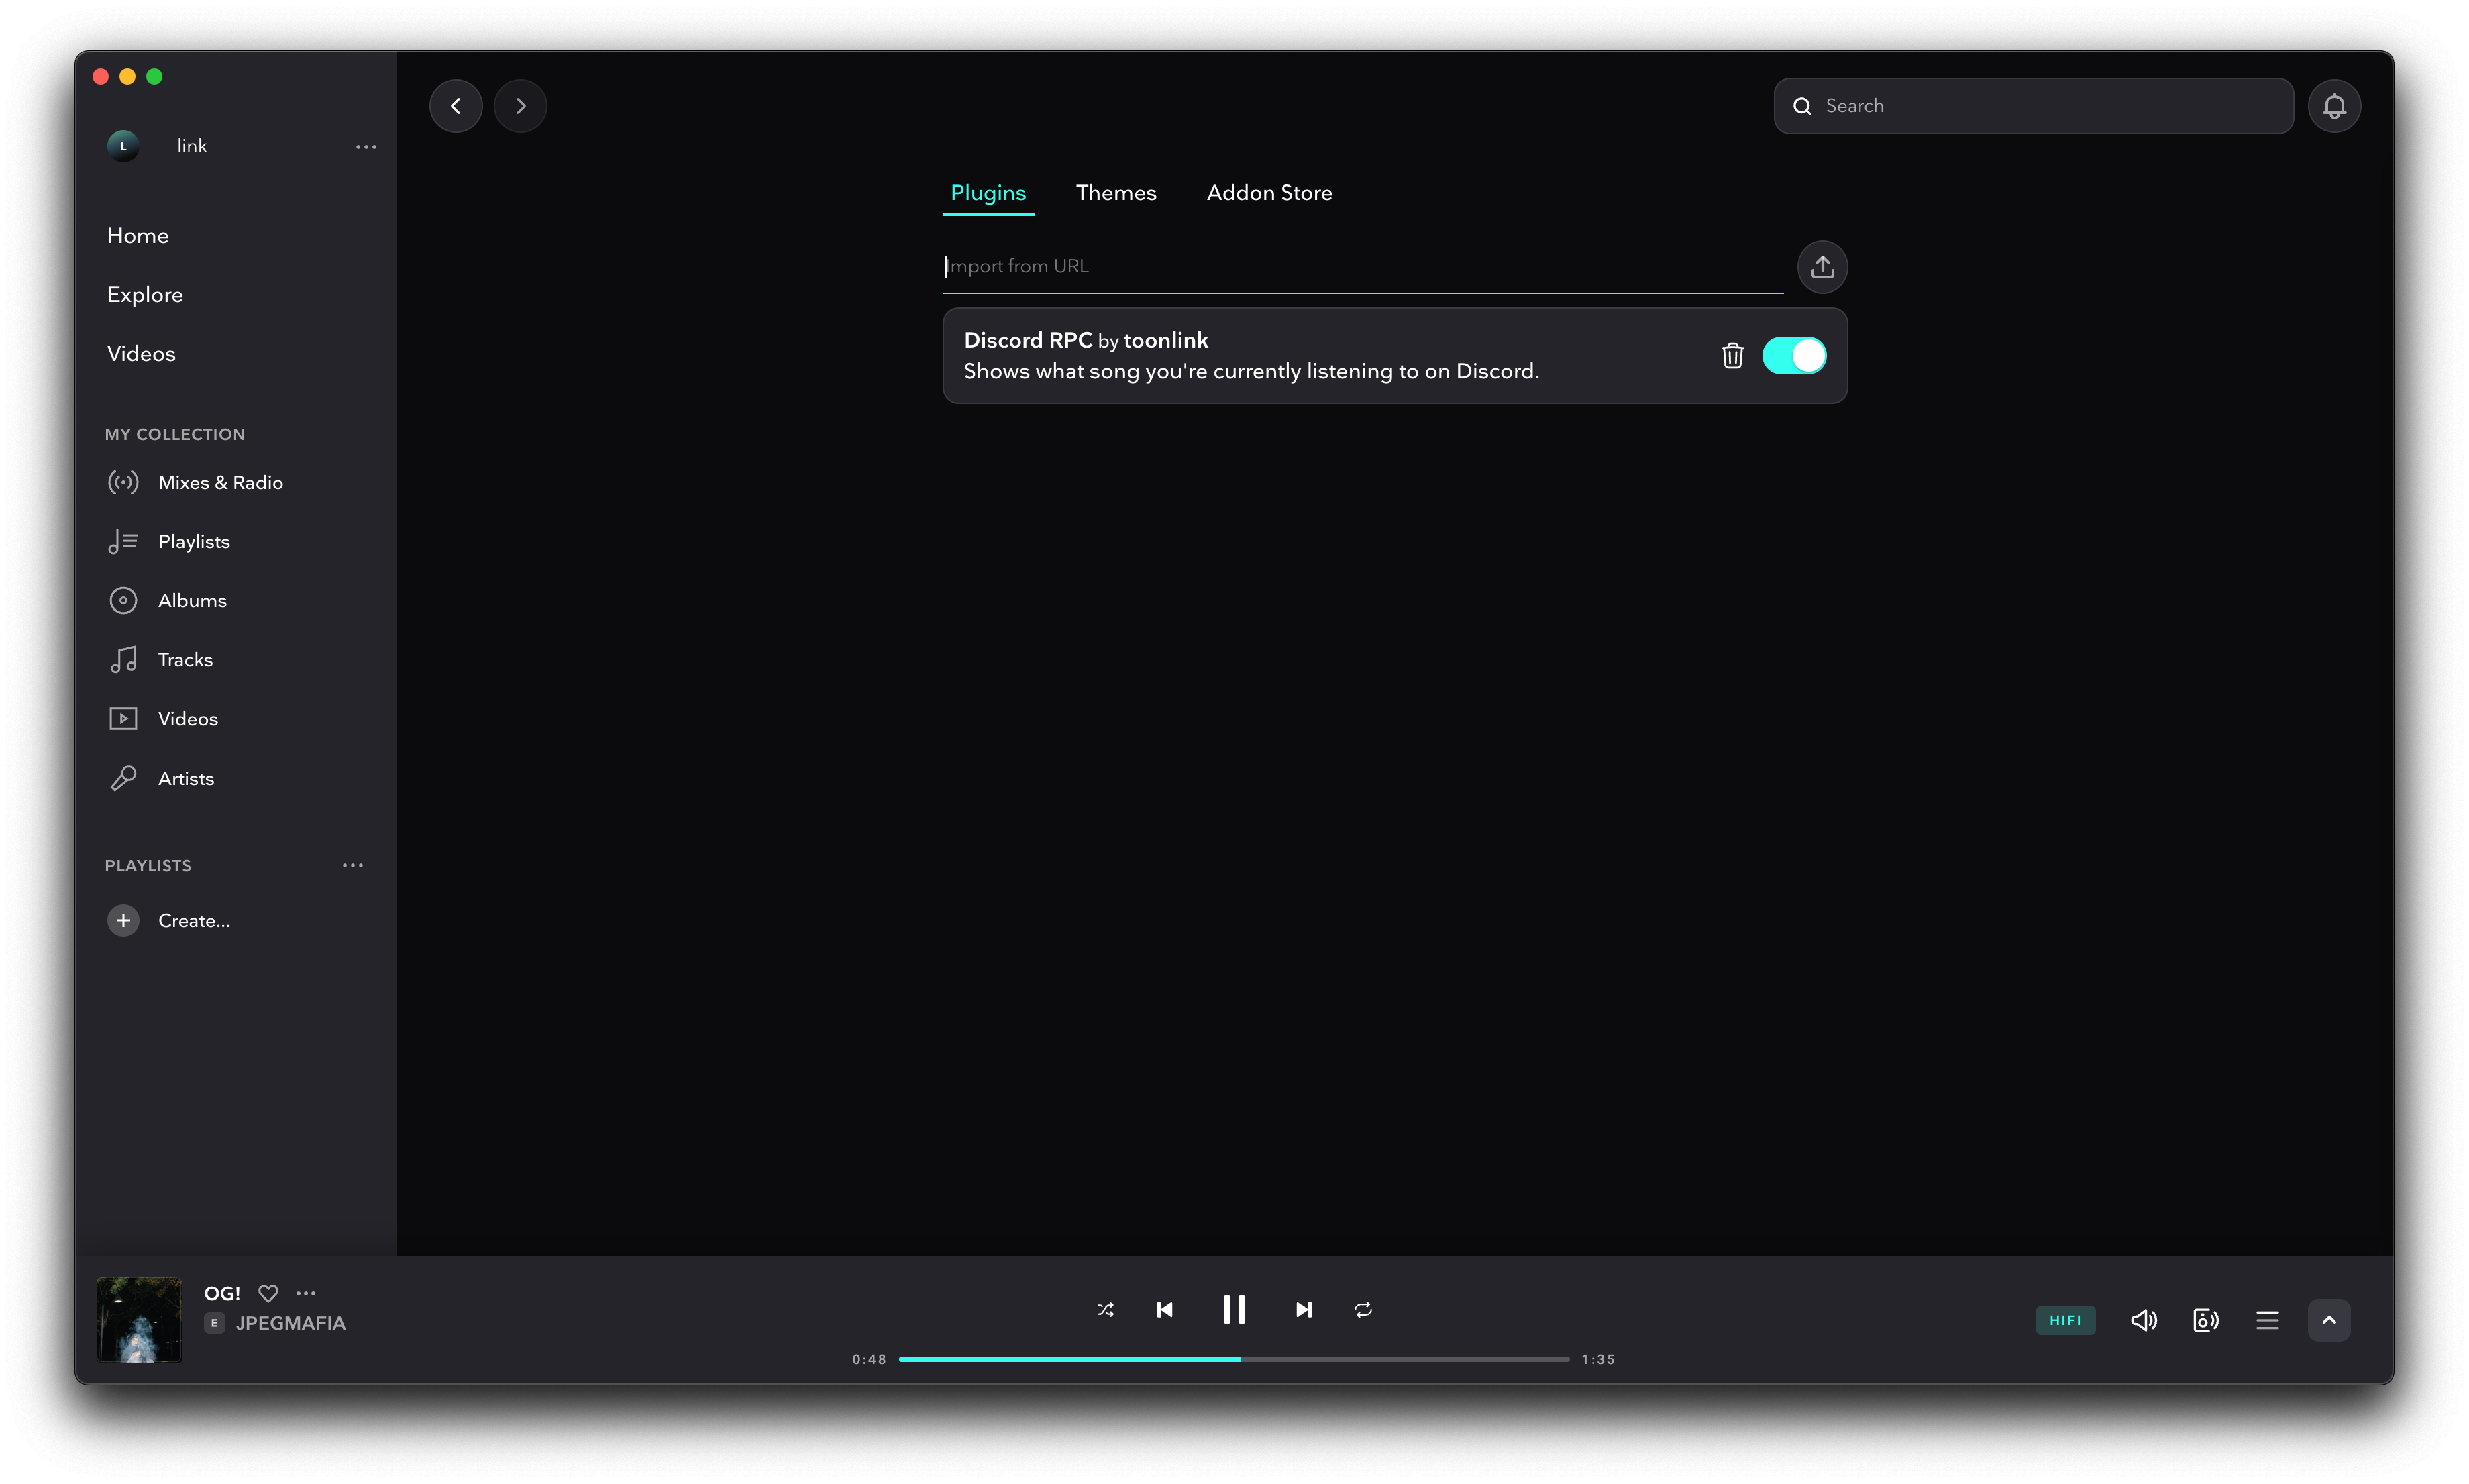 L link
Home
Explore
Videos
MY COLLECTION
Mixes & Radio
Playlists
Albums
Tracks
Videos
Artists
PLAYLISTS
Create...
Search
Plugins Themes Addon Store
Import from URL
Discord RPC by toonlink
Shows what song you're currently listening to on Discord.
OG!
E JPEGMAFIA
0:48 1:35
HIFI